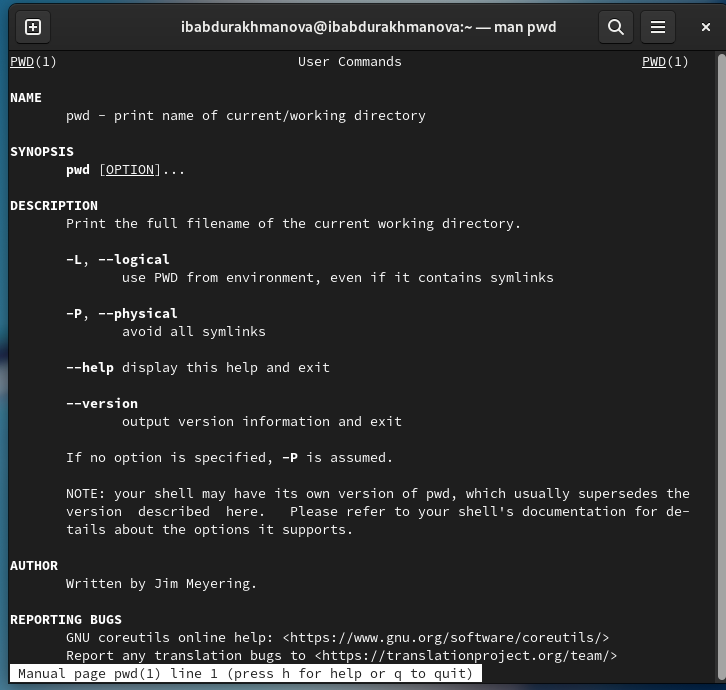 ibabdurakhmanova@ibabdurakhmanova:~ — man pwd
PWD(1) User Commands PWD(1)
NAME
pwd - print name of current/working directory
SYNOPSIS
pwd [OPTION]...
DESCRIPTION
Print the full filename of the current working directory.
-L, --logical
use PWD from environment, even if it contains symlinks
-P, --physical
avoid all symlinks
--help display this help and exit
--version
output version information and exit
If no option is specified, -P is assumed.
NOTE: your shell may have its own version of pwd, which usually supersedes the
version described here. Please refer to your shell's documentation for de-
tails about the options it supports.
AUTHOR
Written by Jim Meyering.
REPORTING BUGS
GNU coreutils online help: <https://www.gnu.org/software/coreutils/>
Report any translation bugs to <https://translationproject.org/team/>
Manual page pwd(1) line 1 (press h for help or q to quit)